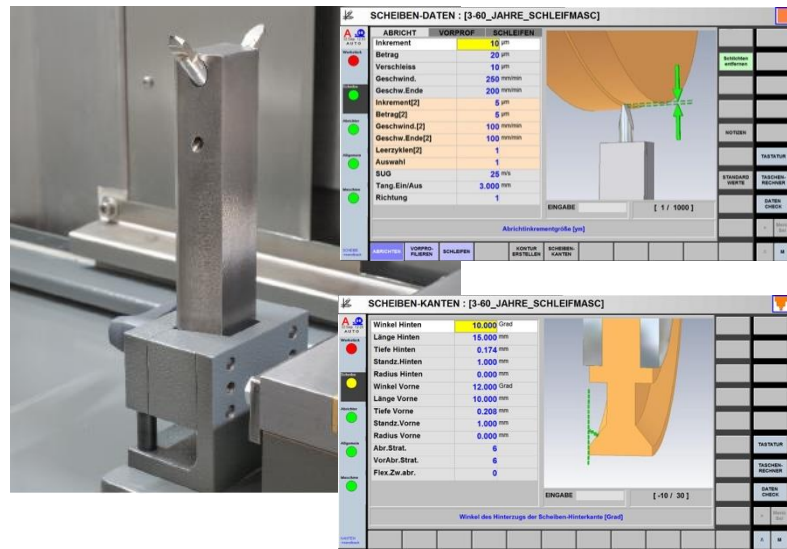 SCHEIBEN-DATEN : [3-60_JAHRE_SCHLEIFMASC]
AUTO
ABRICHT VORPROF SCHLEIFEN
Inkrement 10 µm
Betrag 20 µm
Verschleiss 10 µm
Geschwind. 250 mm/min
Geschw.Ende 200 mm/min
Inkrement[2] 5 µm
Betrag[2] 5 µm
Geschwind.[2] 100 mm/min
Geschw.Ende[2] 100 mm/min
Leerzyklen[2] 1
Auswahl 1
SUG 25 m/s
Tang.Ein/Aus 3.000 mm
Richtung 1
EINGABE [ 1/ 1000 ]
Abrichtinkrementgröße [µm]
Schlichten
entfernen
NOTIZEN
STANDARD
WERTE
TASTATUR
TASCHEN-
RECHNER
DATEN
CHECK
ABRICHTEN
VORPRO-
FILIEREN
SCHLEIFEN
KONTUR
ERSTELLEN
SCHEIBEN-
KANTEN
SCHEIBEN-KANTEN : [3-60_JAHRE_SCHLEIFMASC]
AUTO
Winkel Hinten 10.000 Grad
Länge Hinten 15.000 mm
Tiefe Hinten 0.174 mm
Standz.Hinten 1.000 mm
Radius Hinten 0.000 mm
Winkel Vorne 12.000 Grad
Länge Vorne 10.000 mm
Tiefe Vorne 0.208 mm
Standz.Vorne 1.000 mm
Radius Vorne 0.000 mm
Abr.Strat. 6
VorAbr.Strat. 6
Flex.Zw.abr. 0
EINGABE [ -10 / 30 ]
Winkel des Hinterzugs der Scheiben-Hinterkante [Grad]
TASTATUR
TASCHEN-
RECHNER
DATEN
CHECK